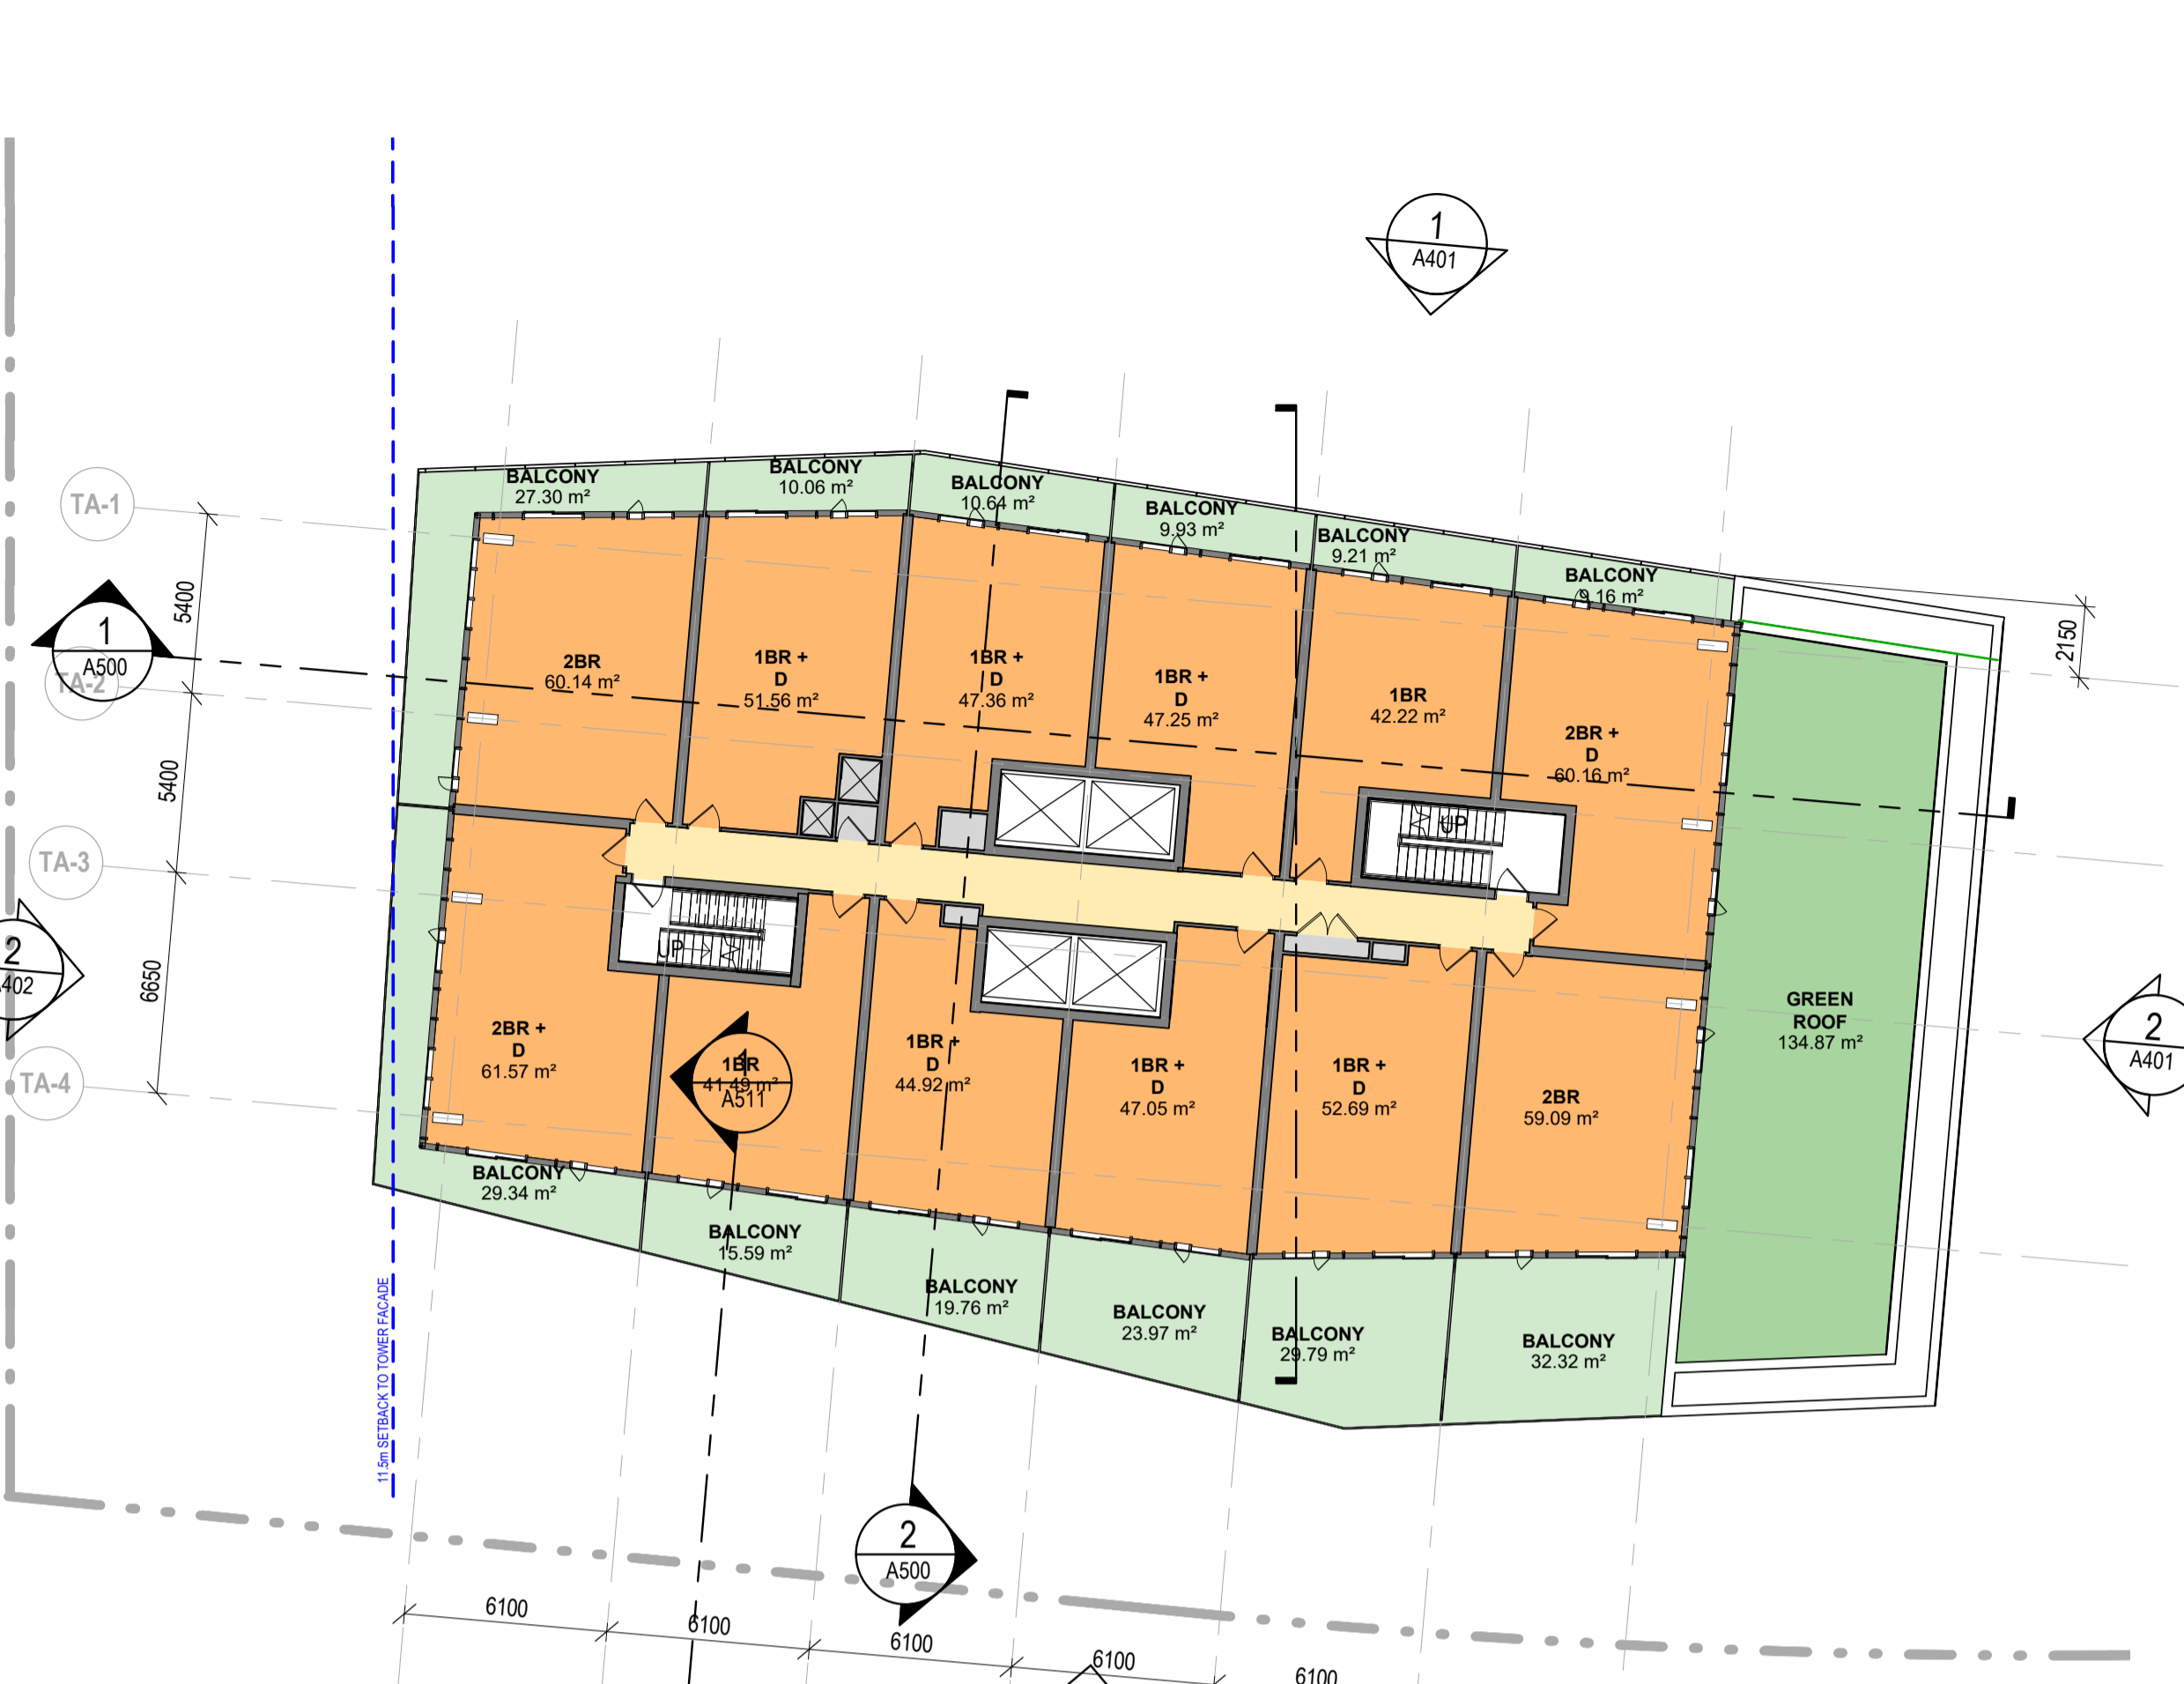 1
A401
BALCONY
27.30 m²
BALCONY
10.06 m²
BALCONY
10.64 m²
BALCONY
9.93 m²
BALCONY
9.21 m²
BALCONY
9.16 m²
TA-1
TA-2
TA-3
TA-4
5400
5400
6650
2150
1
A500
2BR
60.14 m²
1BR +
D
51.56 m²
1BR +
D
47.36 m²
1BR +
D
47.25 m²
1BR
42.22 m²
2BR +
D
60.16 m²
UP
UP
2
A402
2BR +
D
61.57 m²
1BR
41.49 m²
1
A511
1BR +
D
44.92 m²
1BR +
D
47.05 m²
1BR +
D
52.69 m²
2BR
59.09 m²
GREEN
ROOF
134.87 m²
2
A401
BALCONY
29.34 m²
BALCONY
15.59 m²
BALCONY
19.76 m²
BALCONY
23.97 m²
BALCONY
29.79 m²
BALCONY
32.32 m²
11.5m SETBACK TO TOWER FACADE
2
A500
6100
6100
6100
6100
6100